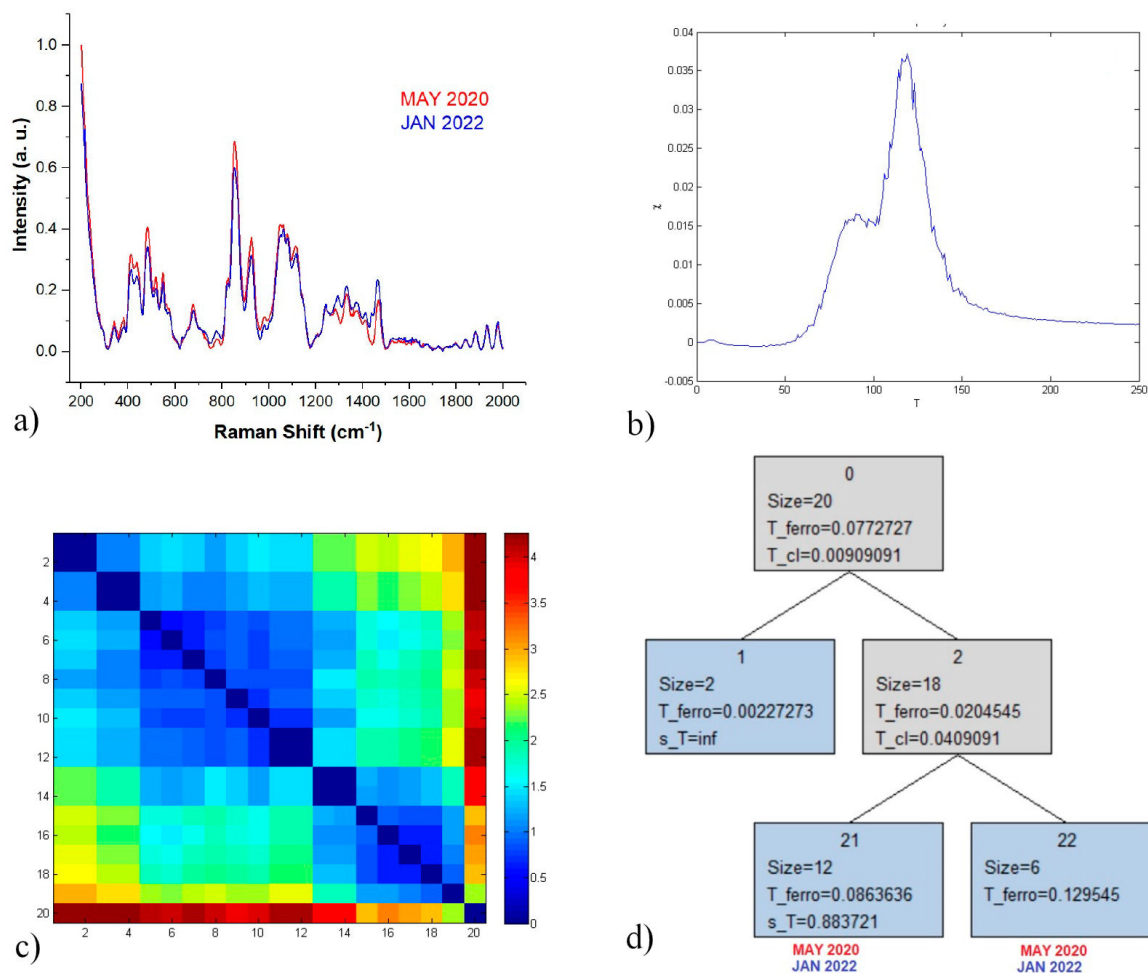 1.0
0.8
0.6
0.4
0.2
0.0
Intensity (a. u.)
MAY 2020
JAN 2022
200 400 600 800 1000 1200 1400 1600 1800 2000
Raman Shift (cm⁻¹)
a)
0.04
0.035
0.03
0.025
0.02
0.015
0.01
0.005
0
-0.005
χ
0 50 100 150 200 250
T
b)
2
4
6
8
10
12
14
16
18
20
2 4 6 8 10 12 14 16 18 20
4
3.5
3
2.5
2
1.5
1
0.5
0
c)
0
Size=20
T_ferro=0.0772727
T_cl=0.00909091
1
Size=2
T_ferro=0.00227273
s_T=inf
2
Size=18
T_ferro=0.0204545
T_cl=0.0409091
21
Size=12
T_ferro=0.0863636
s_T=0.883721
22
Size=6
T_ferro=0.129545
MAY 2020
JAN 2022
MAY 2020
JAN 2022
d)